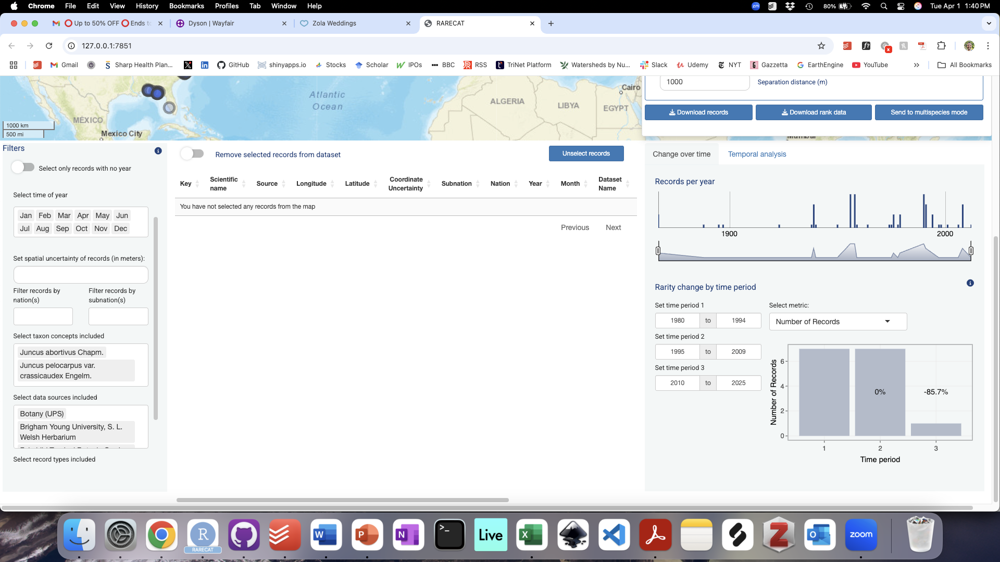 Chrome File Edit View History Bookmarks Profiles Tab Window Help
zm 80% Tue Apr 1 1:40 PM
Up to 50% OFF Ends to
Dyson | Wayfair
Zola Weddings
RARECAT
127.0.0.1:7851
Gmail
Sharp Health Plan...
GitHub
shinyapps.io
Stocks
Scholar
IPOs
BBC
RSS
TriNet Platform
Watersheds by Nu...
Slack
Udemy
NYT
Gazzetta
EarthEngine
YouTube
All Bookmarks
Atlantic
Ocean
ALGERIA
LIBYA
EGYPT
Cairo
MÉXICO
Mexico City
1000 km
500 mi
1000 Separation distance (m)
Download records Download rank data Send to multispecies mode
Mumbai
Filters
Select only records with no year
Select time of year
Jan Feb Mar Apr May Jun
Jul Aug Sep Oct Nov Dec
Set spatial uncertainty of records (in meters):
Filter records by
nation(s)
Filter records by
subnation(s)
Select taxon concepts included
Juncus abortivus Chapm.
Juncus pelocarpus var.
crassicaudex Engelm.
Select data sources included
Botany (UPS)
Brigham Young University, S. L.
Welsh Herbarium
Select record types included
Remove selected records from dataset
Unselect records
Key
Scientific
name
Source
Longitude
Latitude
Coordinate
Uncertainty
Subnation
Nation
Year
Month
Dataset
Name
You have not selected any records from the map
Previous Next
Change over time Temporal analysis
Records per year
1900 2000
Rarity change by time period
Set time period 1
1980 to 1994
Set time period 2
1995 to 2009
Set time period 3
2010 to 2025
Select metric:
Number of Records
Number of Records
6
4
2
0
0%
-85.7%
1 2 3
Time period
R
RARECAT
W
P
N
>_
Live
X
Z
O
zoom